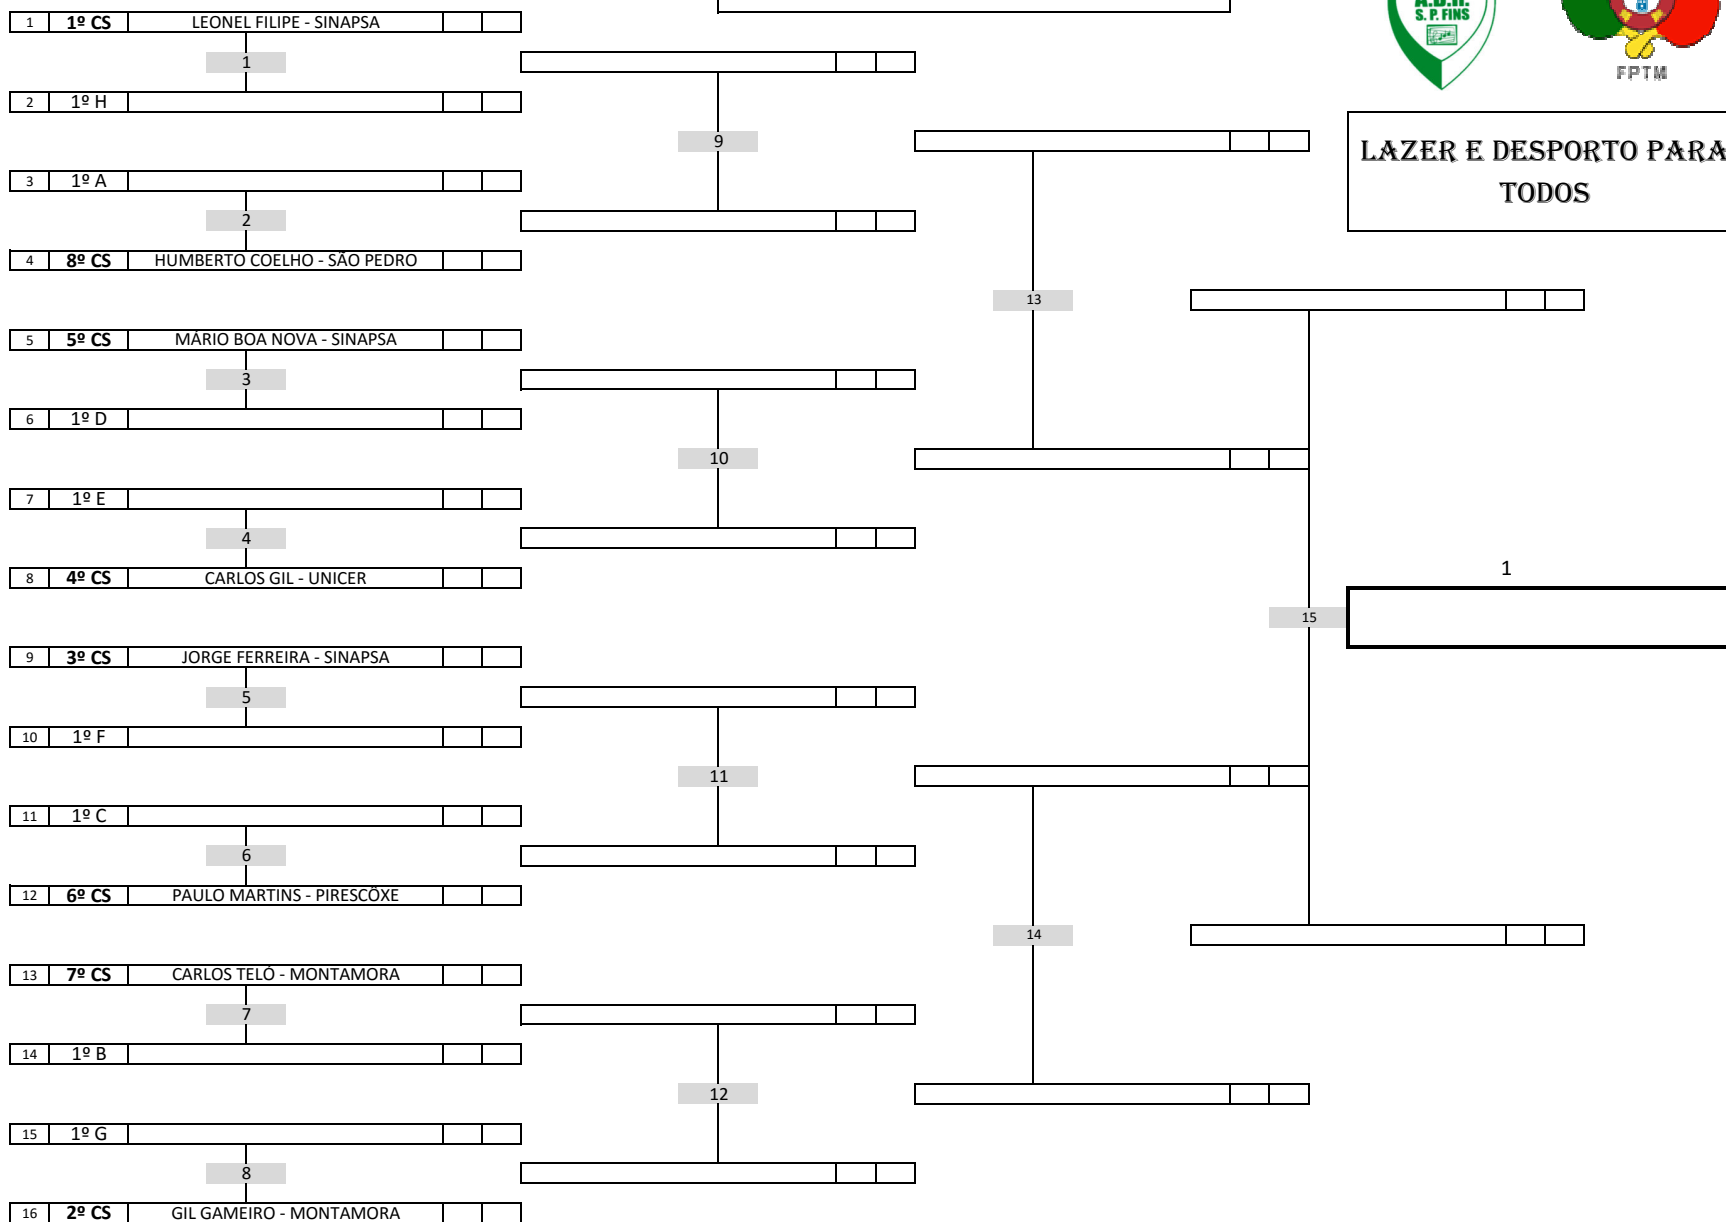 A.D.R.
S. P. FINS
FPTM
LAZER E DESPORTO PARA
TODOS
1 1º CS LEONEL FILIPE - SINAPSA
1
2 1º H
9
3 1º A
2
4 8º CS HUMBERTO COELHO - SÃO PEDRO
13
5 5º CS MÁRIO BOA NOVA - SINAPSA
3
6 1º D
10
7 1º E
4
8 4º CS CARLOS GIL - UNICER
1
15
9 3º CS JORGE FERREIRA - SINAPSA
5
10 1º F
11
11 1º C
6
12 6º CS PAULO MARTINS - PIRESCÔXE
14
13 7º CS CARLOS TELÓ - MONTAMORA
7
14 1º B
12
15 1º G
8
16 2º CS GIL GAMEIRO - MONTAMORA